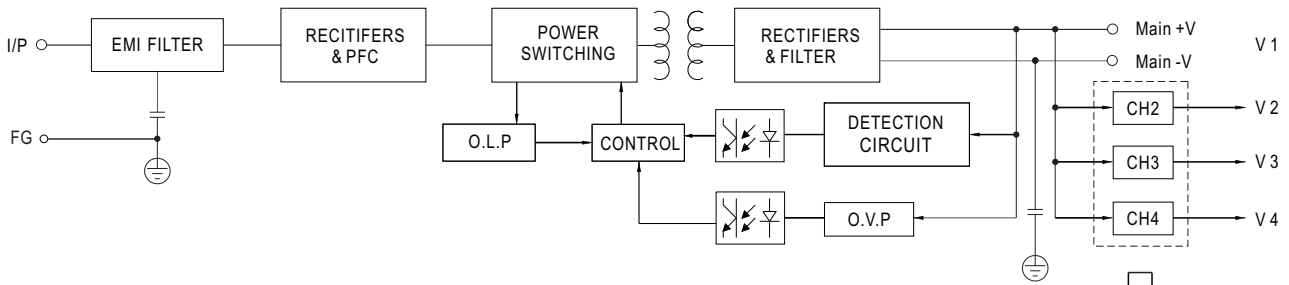 I/P
EMI FILTER
RECITIFERS
& PFC
POWER
SWITCHING
RECTIFIERS
& FILTER
Main +V
Main -V
V 1
FG
O.L.P
CONTROL
DETECTION
CIRCUIT
O.V.P
CH2
V 2
CH3
V 3
CH4
V 4